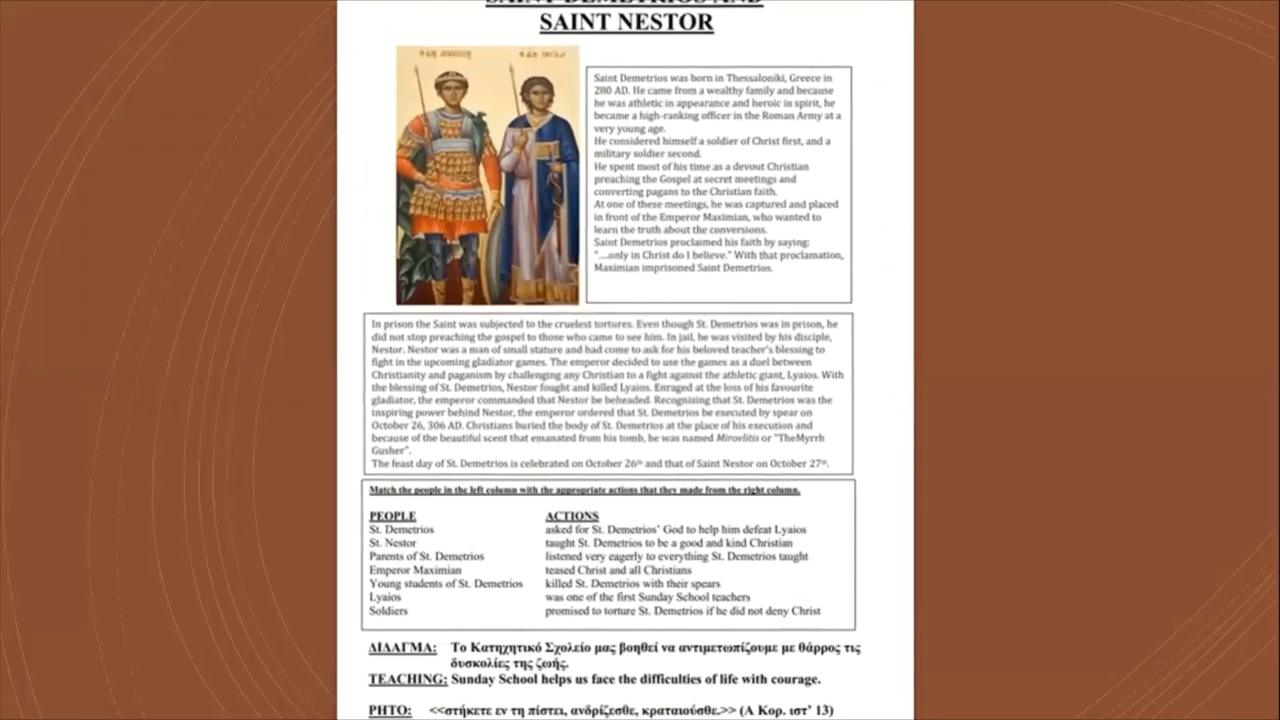 SAINT DEMETRIOS AND
SAINT NESTOR
Saint Demetrios was born in Thessaloniki, Greece in
280 AD. He came from a wealthy family and because
he was athletic in appearance and heroic in spirit, he
became a high-ranking officer in the Roman Army at a
very young age.
He considered himself a soldier of Christ first, and a
military soldier second.
He spent most of his time as a devout Christian
preaching the Gospel at secret meetings and
converting pagans to the Christian faith.
At one of these meetings, he was captured and placed
in front of the Emperor Maximian, who wanted to
learn the truth about the conversions.
Saint Demetrios proclaimed his faith by saying:
"....only in Christ do I believe." With that proclamation,
Maximian imprisoned Saint Demetrios.
In prison the Saint was subjected to the cruelest tortures. Even though St. Demetrios was in prison, he
did not stop preaching the gospel to those who came to see him. In jail, he was visited by his disciple,
Nestor. Nestor was a man of small stature and had come to ask for his beloved teacher's blessing to
fight in the upcoming gladiator games. The emperor decided to use the games as a duel between
Christianity and paganism by challenging any Christian to a fight against the athletic giant, Lyaios. With
the blessing of St. Demetrios, Nestor fought and killed Lyaios. Enraged at the loss of his favourite
gladiator, the emperor commanded that Nestor be beheaded. Recognizing that St. Demetrios was the
inspiring power behind Nestor, the emperor ordered that St. Demetrios be executed by spear on
October 26, 306 AD. Christians buried the body of St. Demetrios at the place of his execution and
because of the beautiful scent that emanated from his tomb, he was named Mirovlitis or "TheMyrrh
Gusher".
The feast day of St. Demetrios is celebrated on October 26th and that of Saint Nestor on October 27th.
Match the people in the left column with the appropriate actions that they made from the right column.
PEOPLE ACTIONS
St. Demetrios asked for St. Demetrios' God to help him defeat Lyaios
St. Nestor taught St. Demetrios to be a good and kind Christian
Parents of St. Demetrios listened very eagerly to everything St. Demetrios taught
Emperor Maximian teased Christ and all Christians
Young students of St. Demetrios killed St. Demetrios with their spears
Lyaios was one of the first Sunday School teachers
Soldiers promised to torture St. Demetrios if he did not deny Christ
ΔΙΔΑΓΜΑ: Το Κατηχητικό Σχολείο μας βοηθεί να αντιμετωπίζουμε με θάρρος τις
δυσκολίες της ζωής.
TEACHING: Sunday School helps us face the difficulties of life with courage.
ΡΗΤΟ: <<στήκετε εν τη πίστει, ανδρίζεσθε, κραταιούσθε.>> (Α Κορ. ιστ' 13)